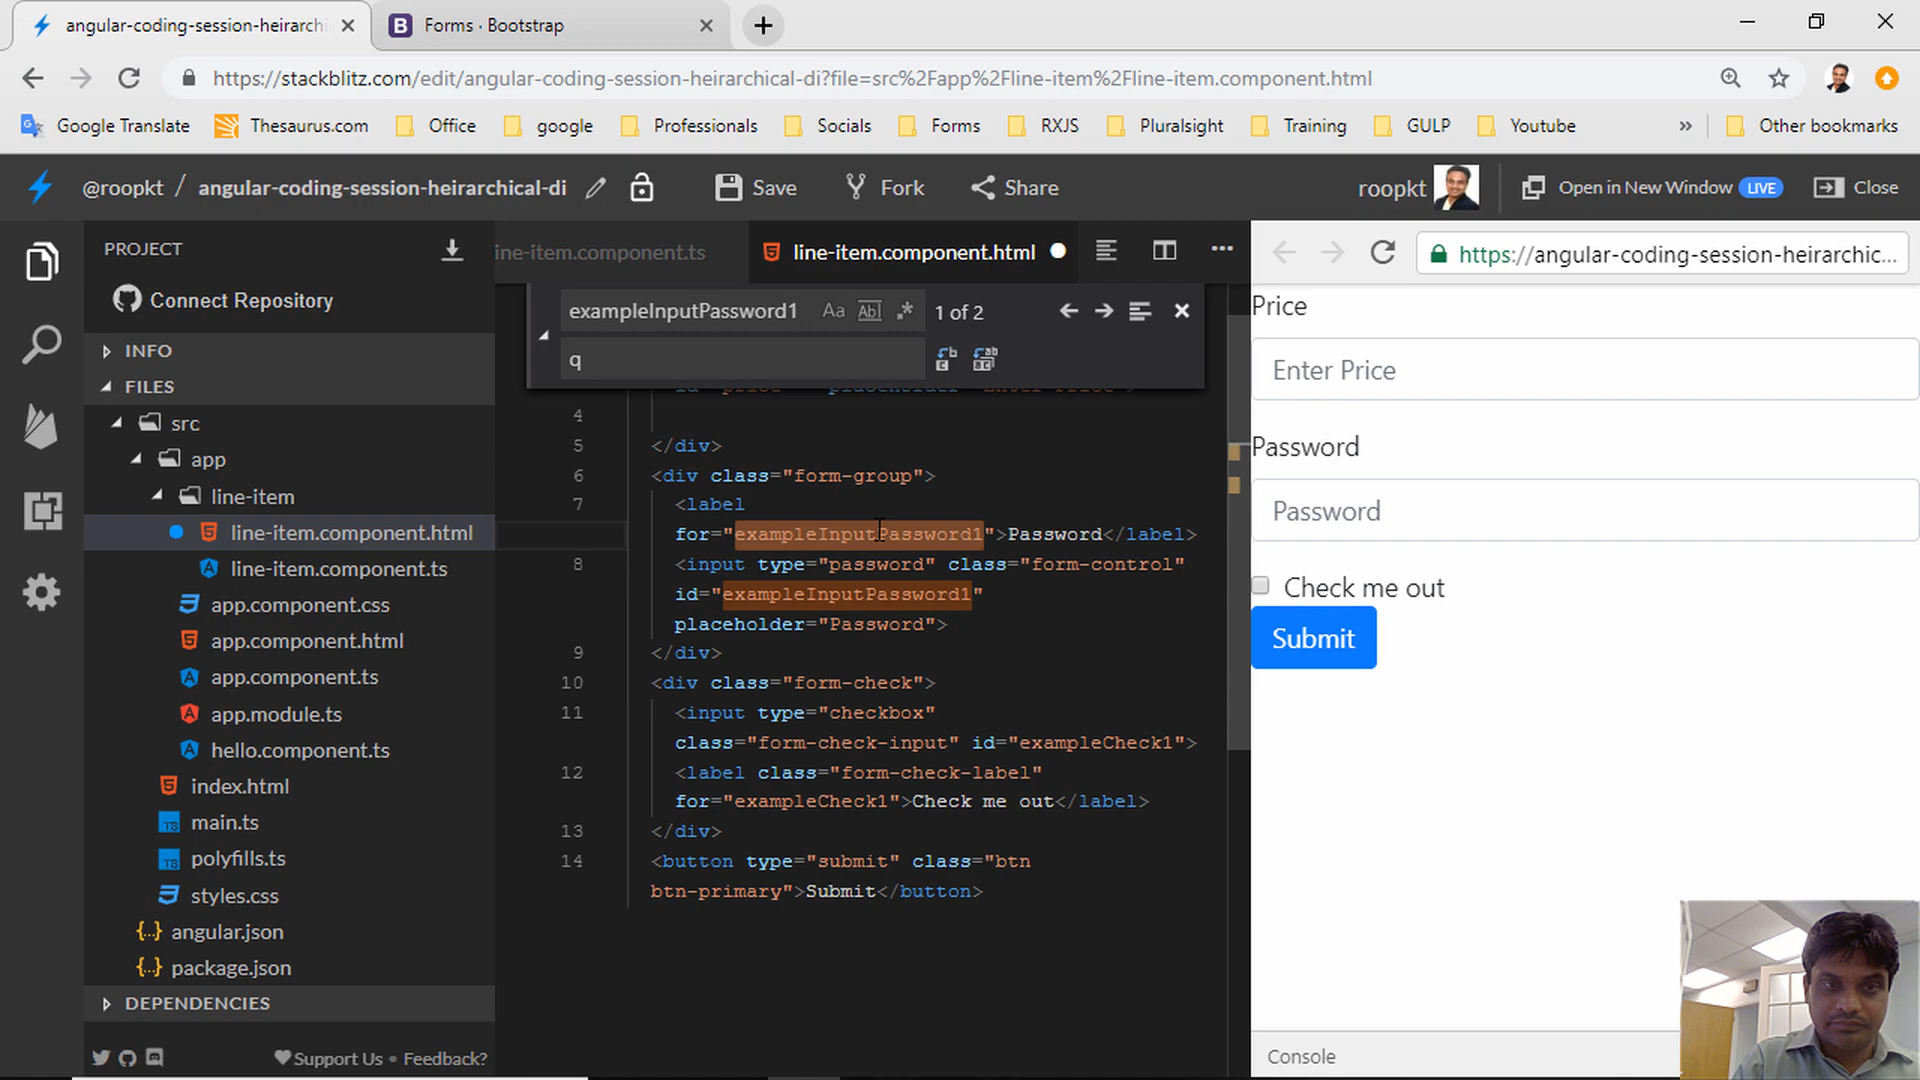 angular-coding-session-heirarchi
Forms · Bootstrap
https://stackblitz.com/edit/angular-coding-session-heirarchical-di?file=src%2Fapp%2Fline-item%2Fline-item.component.html
Google Translate
Thesaurus.com
Office
google
Professionals
Socials
Forms
RXJS
Pluralsight
Training
GULP
Youtube
»
Other bookmarks
@roopkt / angular-coding-session-heirarchical-di
Save
Fork
Share
roopkt
Open in New Window LIVE
Close
PROJECT
Connect Repository
INFO
FILES
src
app
line-item
line-item.component.html
line-item.component.ts
app.component.css
app.component.html
app.component.ts
app.module.ts
hello.component.ts
index.html
main.ts
polyfills.ts
styles.css
angular.json
package.json
DEPENDENCIES
Support Us • Feedback?
ine-item.component.ts
line-item.component.html
exampleInputPassword1
Aa
Abl
.*
1 of 2
q
id="price" placeholder="Enter Price">
4
5 </div>
6 <div class="form-group">
7 <label
for="exampleInputPassword1">Password</label>
8 <input type="password" class="form-control"
id="exampleInputPassword1"
placeholder="Password">
9 </div>
10 <div class="form-check">
11 <input type="checkbox"
class="form-check-input" id="exampleCheck1">
12 <label class="form-check-label"
for="exampleCheck1">Check me out</label>
13 </div>
14 <button type="submit" class="btn
btn-primary">Submit</button>
https://angular-coding-session-heirarchic...
Price
Enter Price
Password
Password
Check me out
Submit
Console